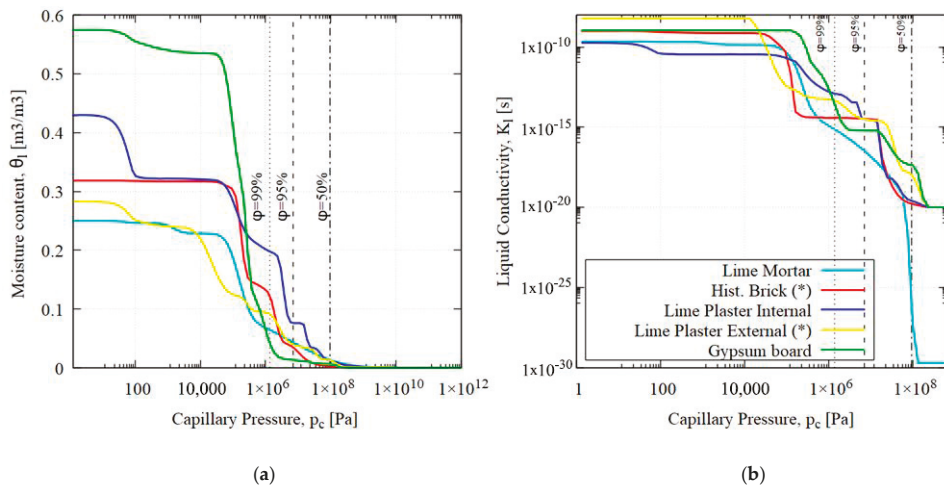 0.6
0.5
0.4
0.3
0.2
0.1
0
Moisture content, θl [m3/m3]
φ=99%
φ=95%
φ=50%
100
10,000
1×10^6
1×10^8
1×10^10
1×10^12
Capillary Pressure, pc [Pa]
(a)
1x10^-10
1x10^-15
1x10^-20
1x10^-25
1x10^-30
Liquid Conductivity, Kl [s]
φ=99%
φ=95%
φ=50%
Lime Mortar
Hist. Brick (*)
Lime Plaster Internal
Lime Plaster External (*)
Gypsum board
1
100
10,000
1×10^6
1×10^8
Capillary Pressure, pc [Pa]
(b)